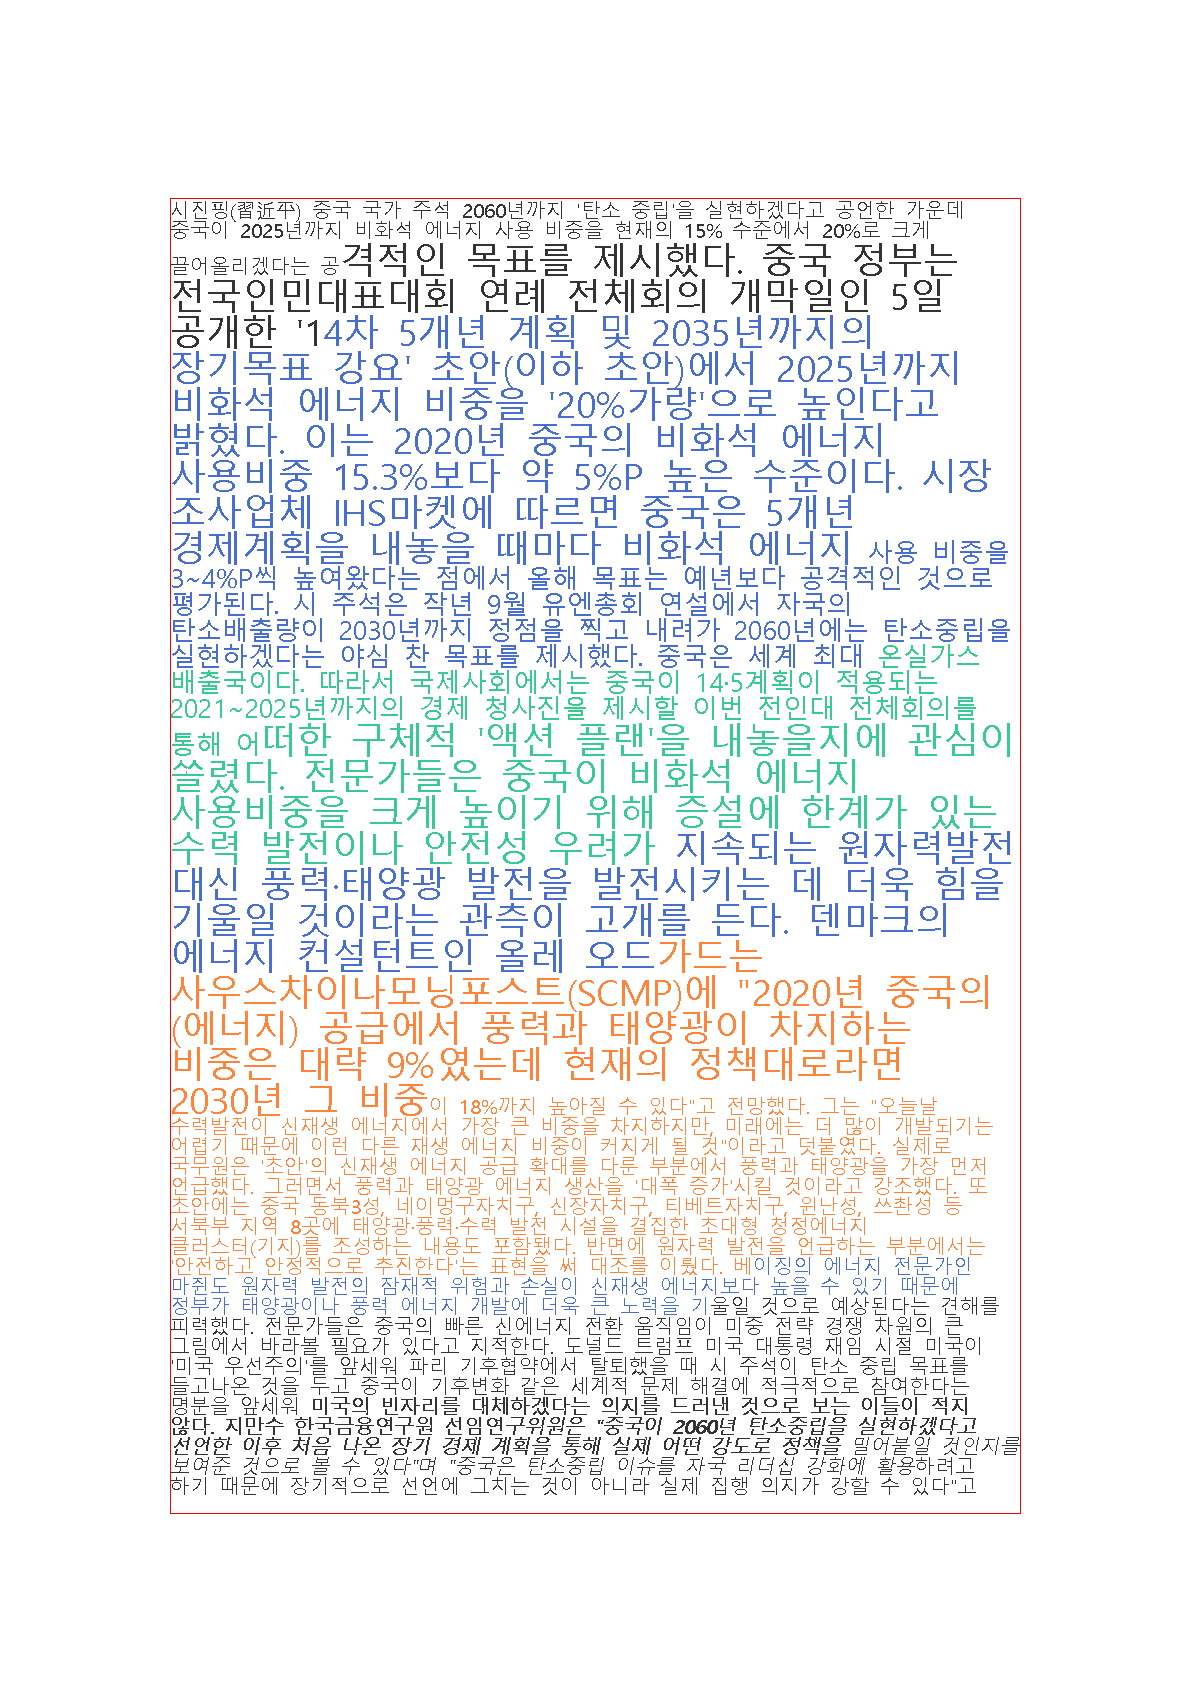 시진핑(習近平) 중국 국가 주석 2060년까지 '탄소 중립'을 실현하겠다고 공언한 가운데
중국이 2025년까지 비화석 에너지 사용 비중을 현재의 15% 수준에서 20%로 크게
끌어올리겠다는 공격적인 목표를 제시했다. 중국 정부는
전국인민대표대회 연례 전체회의 개막일인 5일
공개한 '14차 5개년 계획 및 2035년까지의
장기목표 강요' 초안(이하 초안)에서 2025년까지
비화석 에너지 비중을 '20%가량'으로 높인다고
밝혔다. 이는 2020년 중국의 비화석 에너지
사용비중 15.3%보다 약 5%P 높은 수준이다. 시장
조사업체 IHS마켓에 따르면 중국은 5개년
경제계획을 내놓을 때마다 비화석 에너지 사용 비중을
3~4%P씩 높여왔다는 점에서 올해 목표는 예년보다 공격적인 것으로
평가된다. 시 주석은 작년 9월 유엔총회 연설에서 자국의
탄소배출량이 2030년까지 정점을 찍고 내려가 2060년에는 탄소중립을
실현하겠다는 야심 찬 목표를 제시했다. 중국은 세계 최대 온실가스
배출국이다. 따라서 국제사회에서는 중국이 14·5계획이 적용되는
2021~2025년까지의 경제 청사진을 제시할 이번 전인대 전체회의를
통해 어떠한 구체적 '액션 플랜'을 내놓을지에 관심이
쏠렸다. 전문가들은 중국이 비화석 에너지
사용비중을 크게 높이기 위해 증설에 한계가 있는
수력 발전이나 안전성 우려가 지속되는 원자력발전
대신 풍력·태양광 발전을 발전시키는 데 더욱 힘을
기울일 것이라는 관측이 고개를 든다. 덴마크의
에너지 컨설턴트인 올레 오드가드는
사우스차이나모닝포스트(SCMP)에 "2020년 중국의
(에너지) 공급에서 풍력과 태양광이 차지하는
비중은 대략 9%였는데 현재의 정책대로라면
2030년 그 비중이 18%까지 높아질 수 있다"고 전망했다. 그는 "오늘날
수력발전이 신재생 에너지에서 가장 큰 비중을 차지하지만, 미래에는 더 많이 개발되기는
어렵기 때문에 이런 다른 재생 에너지 비중이 커지게 될 것"이라고 덧붙였다. 실제로
국무원은 '초안'의 신재생 에너지 공급 확대를 다룬 부분에서 풍력과 태양광을 가장 먼저
언급했다. 그러면서 풍력과 태양광 에너지 생산을 '대폭 증가'시킬 것이라고 강조했다. 또
초안에는 중국 동북3성, 네이멍구자치구, 신장자치구, 티베트자치구, 윈난성, 쓰촨성 등
서북부 지역 8곳에 태양광·풍력·수력 발전 시설을 결집한 초대형 청정에너지
클러스터(기지)를 조성하는 내용도 포함됐다. 반면에 원자력 발전을 언급하는 부분에서는
'안전하고 안정적으로 추진한다'는 표현을 써 대조를 이뤘다. 베이징의 에너지 전문가인
마쥔도 원자력 발전의 잠재적 위험과 손실이 신재생 에너지보다 높을 수 있기 때문에
정부가 태양광이나 풍력 에너지 개발에 더욱 큰 노력을 기울일 것으로 예상된다는 견해를
피력했다. 전문가들은 중국의 빠른 신에너지 전환 움직임이 미중 전략 경쟁 차원의 큰
그림에서 바라볼 필요가 있다고 지적한다. 도널드 트럼프 미국 대통령 재임 시절 미국이
'미국 우선주의'를 앞세워 파리 기후협약에서 탈퇴했을 때 시 주석이 탄소 중립 목표를
들고나온 것을 두고 중국이 기후변화 같은 세계적 문제 해결에 적극적으로 참여한다는
명분을 앞세워 미국의 빈자리를 대체하겠다는 의지를 드러낸 것으로 보는 이들이 적지
않다. 지만수 한국금융연구원 선임연구위원은 "중국이 2060년 탄소중립을 실현하겠다고
선언한 이후 처음 나온 장기 경제 계획을 통해 실제 어떤 강도로 정책을 밀어붙일 것인지를
보여준 것으로 볼 수 있다"며 "중국은 탄소중립 이슈를 자국 리더십 강화에 활용하려고
하기 때문에 장기적으로 선언에 그치는 것이 아니라 실제 집행 의지가 강할 수 있다"고